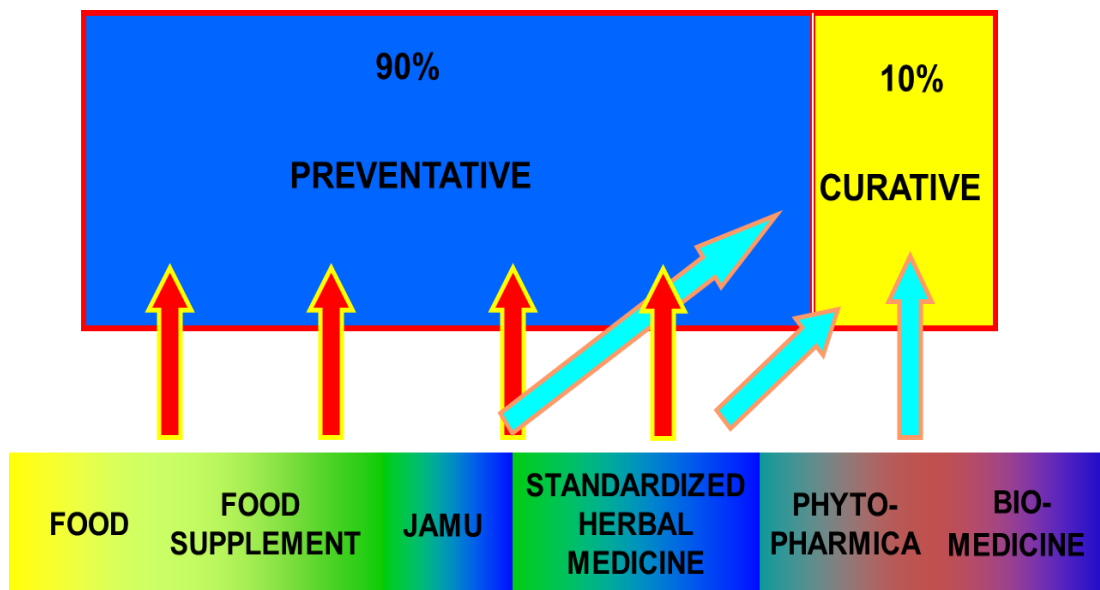 90%
10%
PREVENTATIVE
CURATIVE
FOOD
FOOD
SUPPLEMENT
JAMU
STANDARDIZED
HERBAL
MEDICINE
PHYTO-
PHARMICA
BIO-
MEDICINE